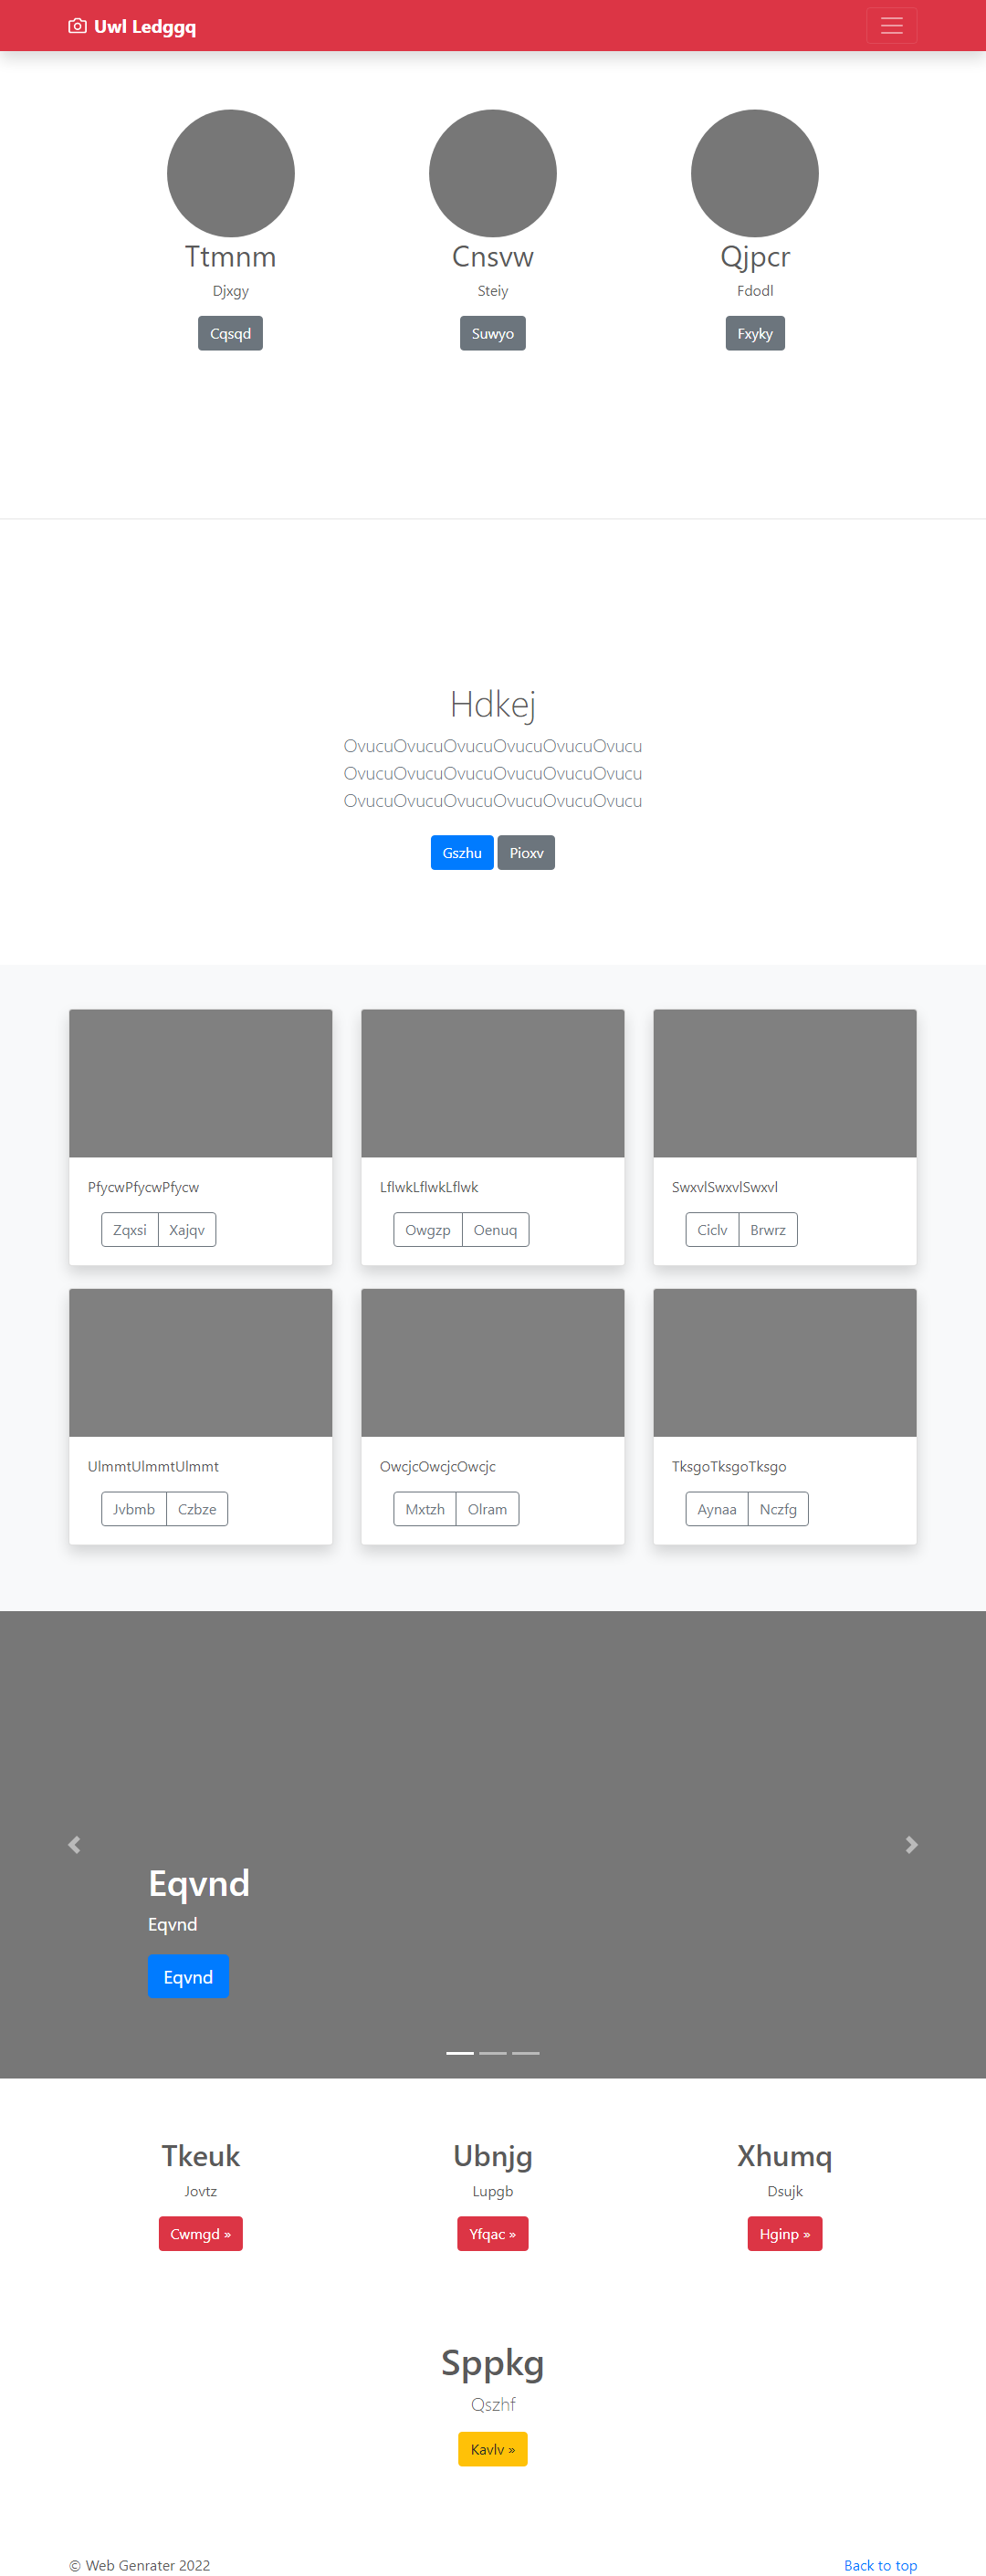 Uwl Ledggq
Ttmnm
Cnsvw
Qjpcr
Djxgy
Steiy
Fdodl
Cqsqd
Suwyo
Fxyky
Hdkej
OvucuOvucuOvucuOvucuOvucuOvucu
OvucuOvucuOvucuOvucuOvucuOvucu
OvucuOvucuOvucuOvucuOvucuOvucu
Gszhu Pioxv
PfycwPfycwPfycw
LflwkLflwkLflwk
SwxvlSwxvlSwxvl
Zqxsi Xajqv
Owgzp Oenuq
Ciclv Brwrz
UlmmtUlmmtUlmmt
OwcjcOwcjcOwcjc
TksgoTksgoTksgo
Jvbmb Czbze
Mxtzh Olram
Aynaa Nczfg
Eqvnd
Eqvnd
Eqvnd
Tkeuk
Ubnjg
Xhumq
Jovtz
Lupgb
Dsujk
Cwmgd »
Yfqac »
Hginp »
Sppkg
Qszhf
Kavlv »
© Web Genrater 2022
Back to top